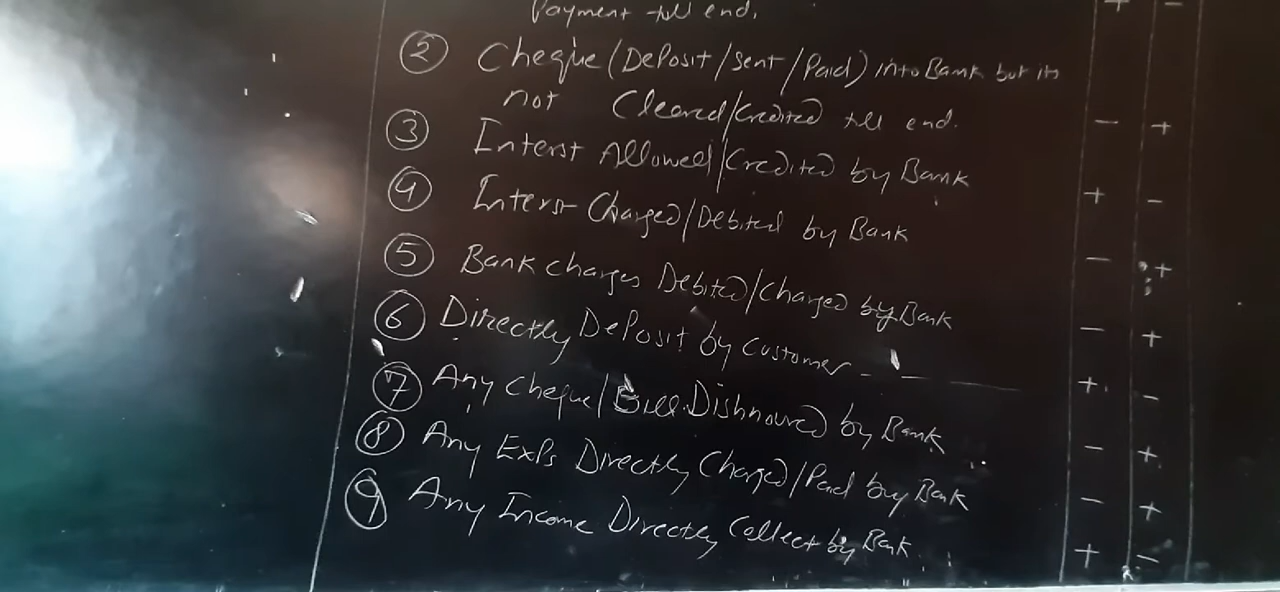 Payment till end. + -
② Cheque (Deposit/Sent/Paid) into Bank but its
not Cleared/Credited till end. - +
③ Interst Allowed/Credited by Bank + -
④ Interst Charged/Debited by Bank - +
⑤ Bank charges Debited/Charged by Bank - +
⑥ Directly Deposit by Customer - + -
⑦ Any Cheque/Bill Dishnoured by Bank - +
⑧ Any Exps Directly Charged/Paid by Bank - +
⑨ Any Income Directly Collect by Bank + -